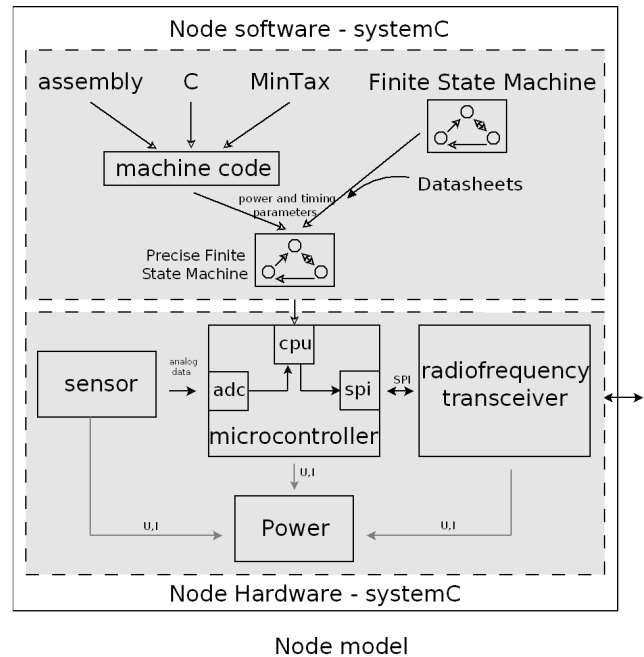 Node software - systemC
assembly C MinTax Finite State Machine
machine code
Datasheets
power and timing
parameters
Precise Finite
State Machine
sensor
analog
data
adc
cpu
spi
microcontroller
SPI
radiofrequency
transceiver
U,I
U,I
U,I
Power
Node Hardware - systemC
Node model